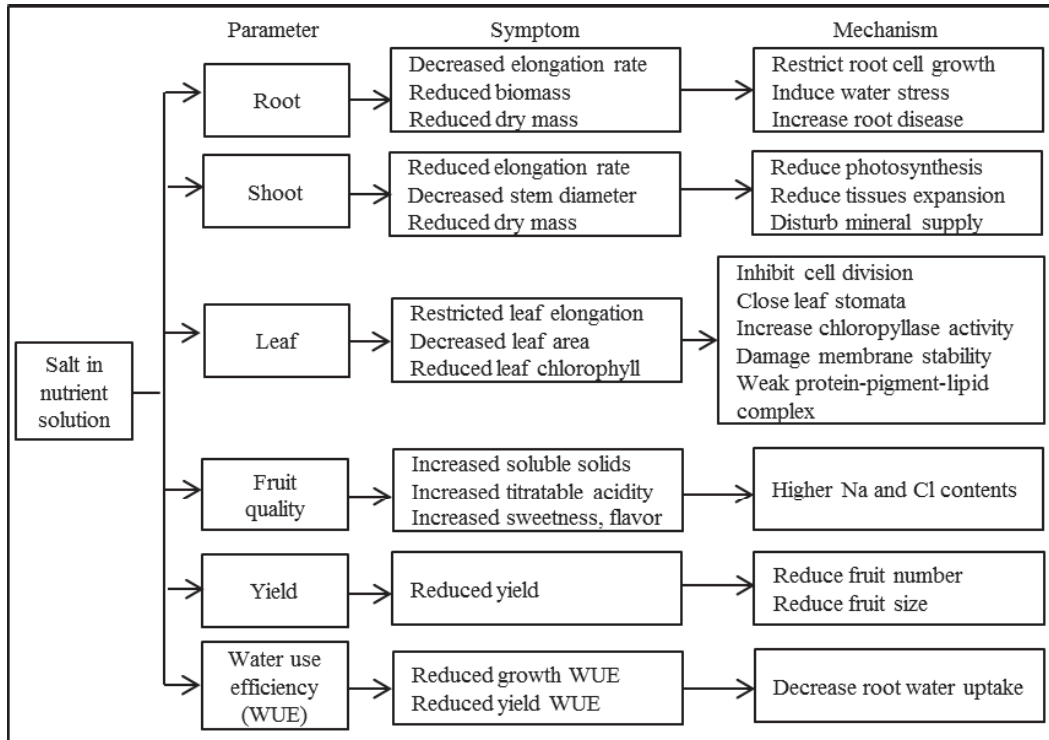 Parameter
Symptom
Mechanism
Salt in
nutrient
solution
Root
Decreased elongation rate
Reduced biomass
Reduced dry mass
Restrict root cell growth
Induce water stress
Increase root disease
Shoot
Reduced elongation rate
Decreased stem diameter
Reduced dry mass
Reduce photosynthesis
Reduce tissues expansion
Disturb mineral supply
Leaf
Restricted leaf elongation
Decreased leaf area
Reduced leaf chlorophyll
Inhibit cell division
Close leaf stomata
Increase chloropyllase activity
Damage membrane stability
Weak protein-pigment-lipid
complex
Fruit
quality
Increased soluble solids
Increased titratable acidity
Increased sweetness, flavor
Higher Na and Cl contents
Yield
Reduced yield
Reduce fruit number
Reduce fruit size
Water use
efficiency
(WUE)
Reduced growth WUE
Reduced yield WUE
Decrease root water uptake